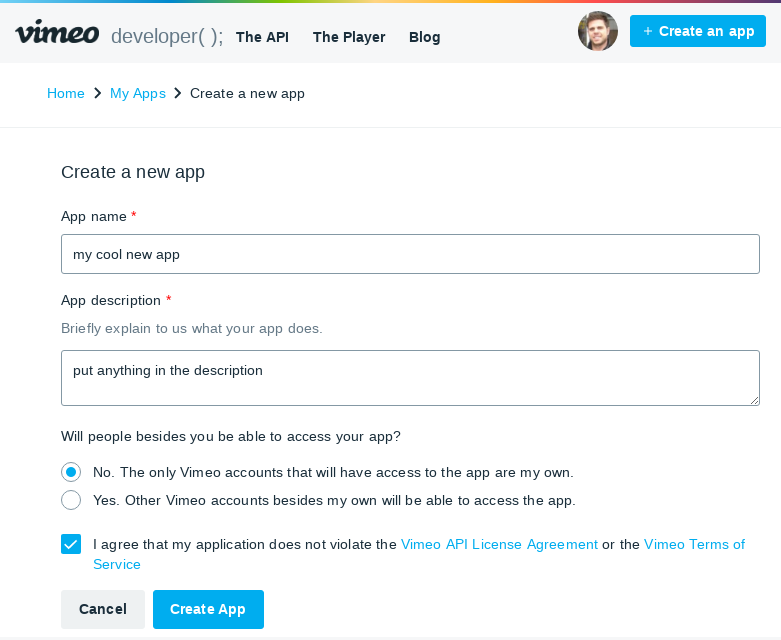 vimeo developer( ); The API The Player Blog + Create an app
Home My Apps Create a new app
Create a new app
App name *
my cool new app
App description *
Briefly explain to us what your app does.
put anything in the description
Will people besides you be able to access your app?
No. The only Vimeo accounts that will have access to the app are my own.
Yes. Other Vimeo accounts besides my own will be able to access the app.
I agree that my application does not violate the Vimeo API License Agreement or the Vimeo Terms of
Service
Cancel Create App